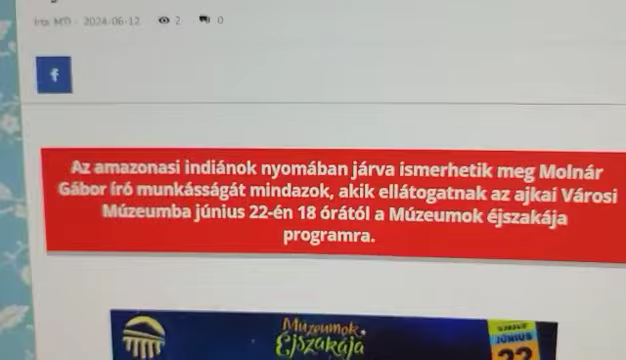 Írta MTI - 2024-06-12 2 0
f
Az amazonasi indiánok nyomában járva ismerhetik meg Molnár
Gábor író munkásságát mindazok, akik ellátogatnak az ajkai Városi
Múzeumba június 22-én 18 órától a Múzeumok éjszakája
programra.
Múzeumok
Éjszakája
JÚNIUS
22